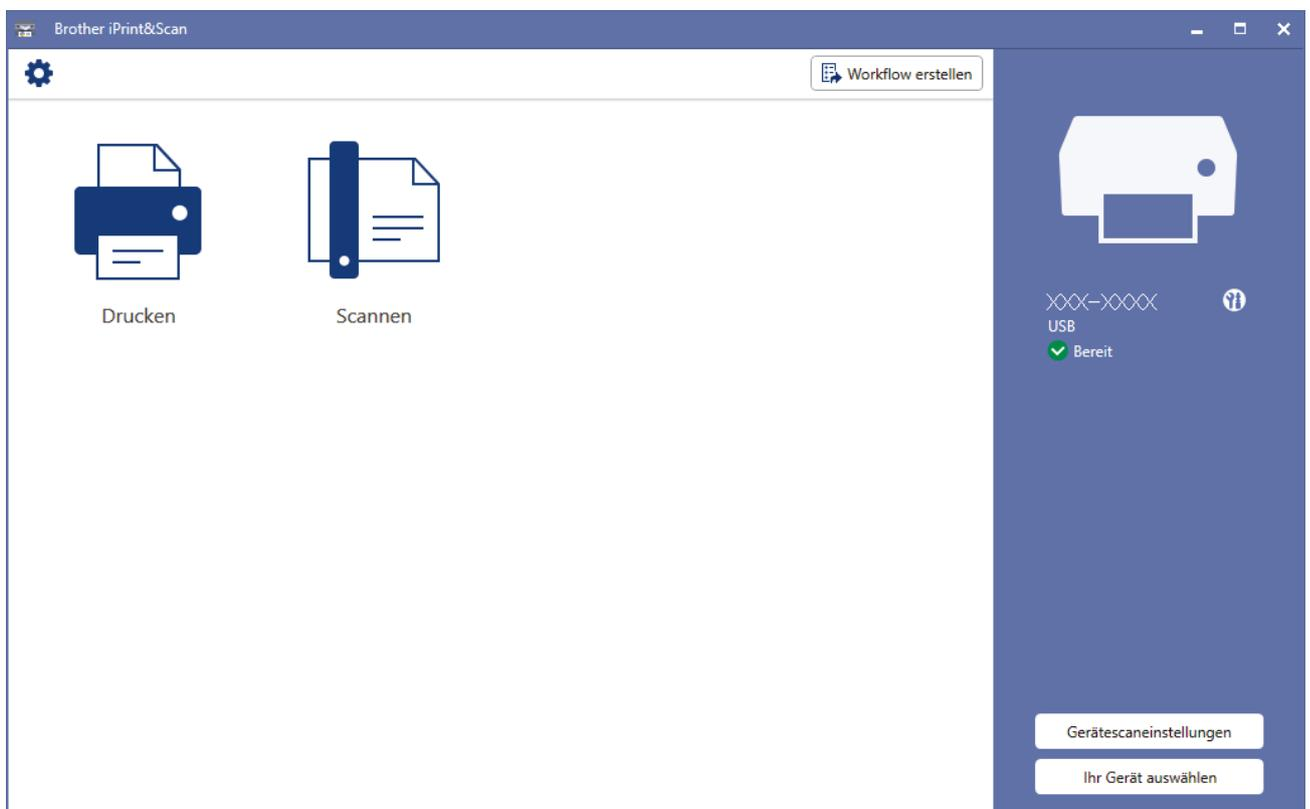 Brother iPrint&Scan
Workflow erstellen
Drucken
Scannen
XXX-XXXX
USB
Bereit
Gerätescaneinstellungen
Ihr Gerät auswählen